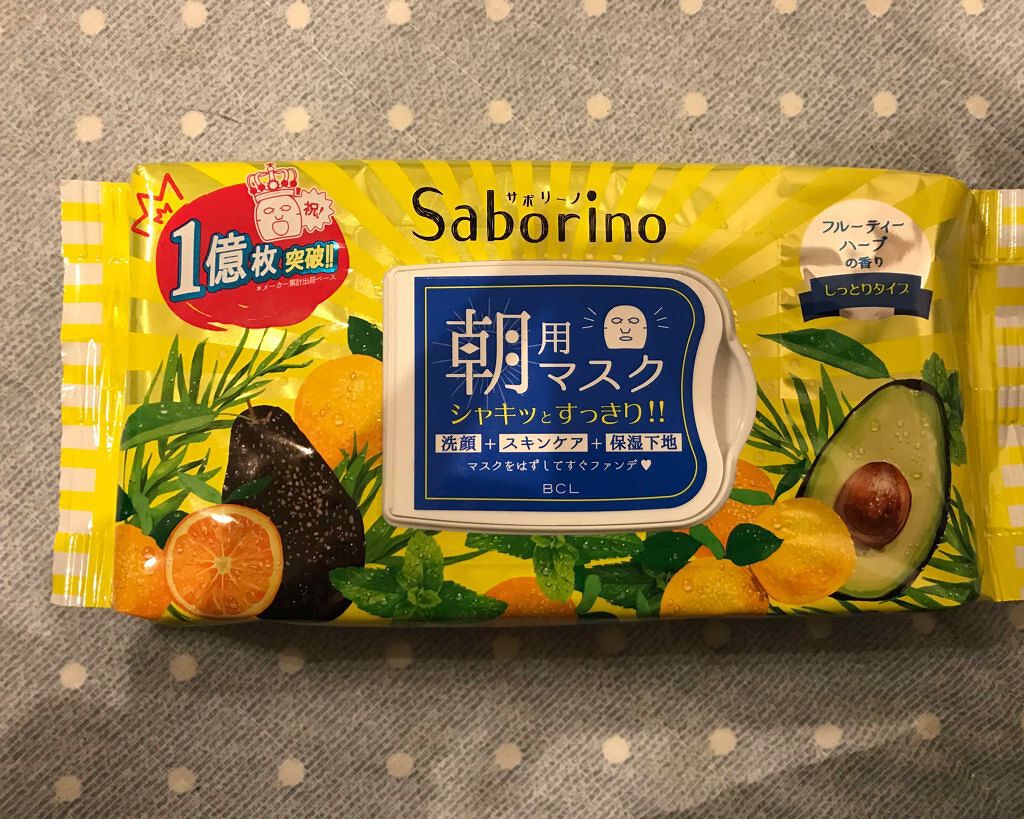 サボリーノ
Saborino
祝!
1億枚突破!!
※メーカー累計出荷ベース
フルーティー
ハーブ
の香り
しっとりタイプ
朝用マスク
シャキッとすっきり!!
洗顔+スキンケア+保湿下地
マスクをはずしてすぐファンデ♥
BCL